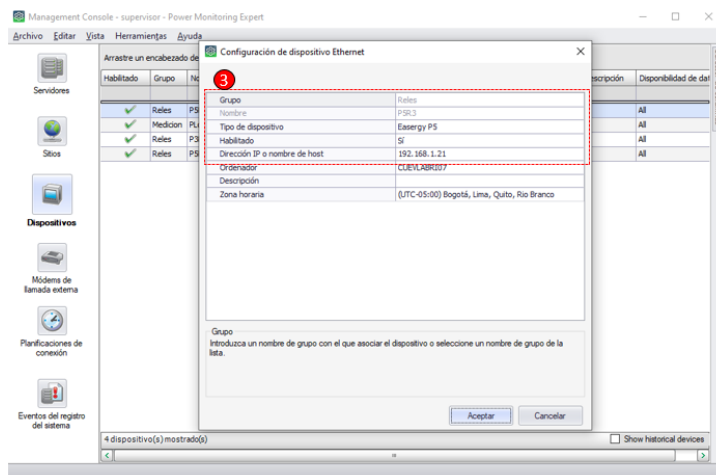 Management Console - supervisor - Power Monitoring Expert
Archivo Editar Vista Herramientas Ayuda
Servidores
Sitios
Dispositivos
Módems de
llamada externa
Planificaciones de
conexión
Eventos del registro
del sistema
Arrastre un encabezado de
Habilitado Grupo
Disponibilidad de dat
Reles
All
Medicion
All
Reles
All
Reles
All
Configuración de dispositivo Ethernet
3
Grupo Reles
Nombre P5R3
Tipo de dispositivo Easergy P5
Habilitado Sí
Dirección IP o nombre de host 192.168.1.21
Ordenador CUEVLABRI07
Descripción
Zona horaria (UTC-05:00) Bogotá, Lima, Quito, Rio Branco
Grupo
Introduzca un nombre de grupo con el que asociar el dispositivo o seleccione un nombre de grupo de la
lista.
Aceptar Cancelar
4 dispositivo(s) mostrado(s)
Show historical devices